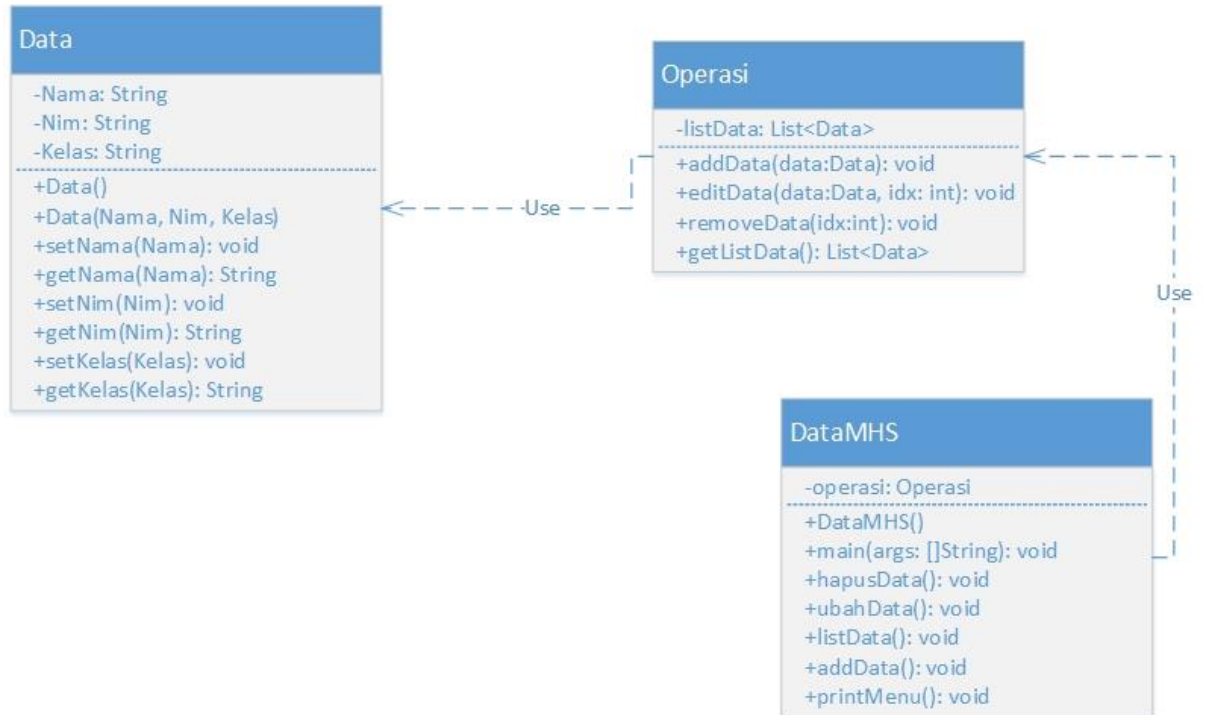 Data
-Nama: String
-Nim: String
-Kelas: String
+Data()
+Data(Nama, Nim, Kelas)
+setNama(Nama): void
+getNama(Nama): String
+setNim(Nim): void
+getNim(Nim): String
+setKelas(Kelas): void
+getKelas(Kelas): String
Use
Operasi
-listData: List<Data>
+addData(data:Data): void
+editData(data:Data, idx: int): void
+removeData(idx:int): void
+getListData(): List<Data>
Use
DataMHS
-operasi: Operasi
+DataMHS()
+main(args: []String): void
+hapusData(): void
+ubahData(): void
+listData(): void
+addData(): void
+printMenu(): void